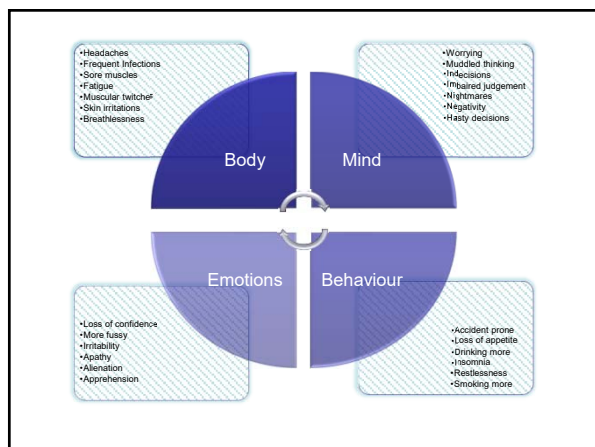 •Headaches
•Frequent Infections
•Sore muscles
•Fatigue
•Muscular twitches
•Skin irritations
•Breathlessness
•Worrying
•Muddled thinking
•Indecisions
•Impaired judgement
•Nightmares
•Negativity
•Hasty decisions
Body
Mind
Emotions
Behaviour
•Loss of confidence
•More fussy
•Irritability
•Apathy
•Alienation
•Apprehension
•Accident prone
•Loss of appetite
•Drinking more
•Insomnia
•Restlessness
•Smoking more